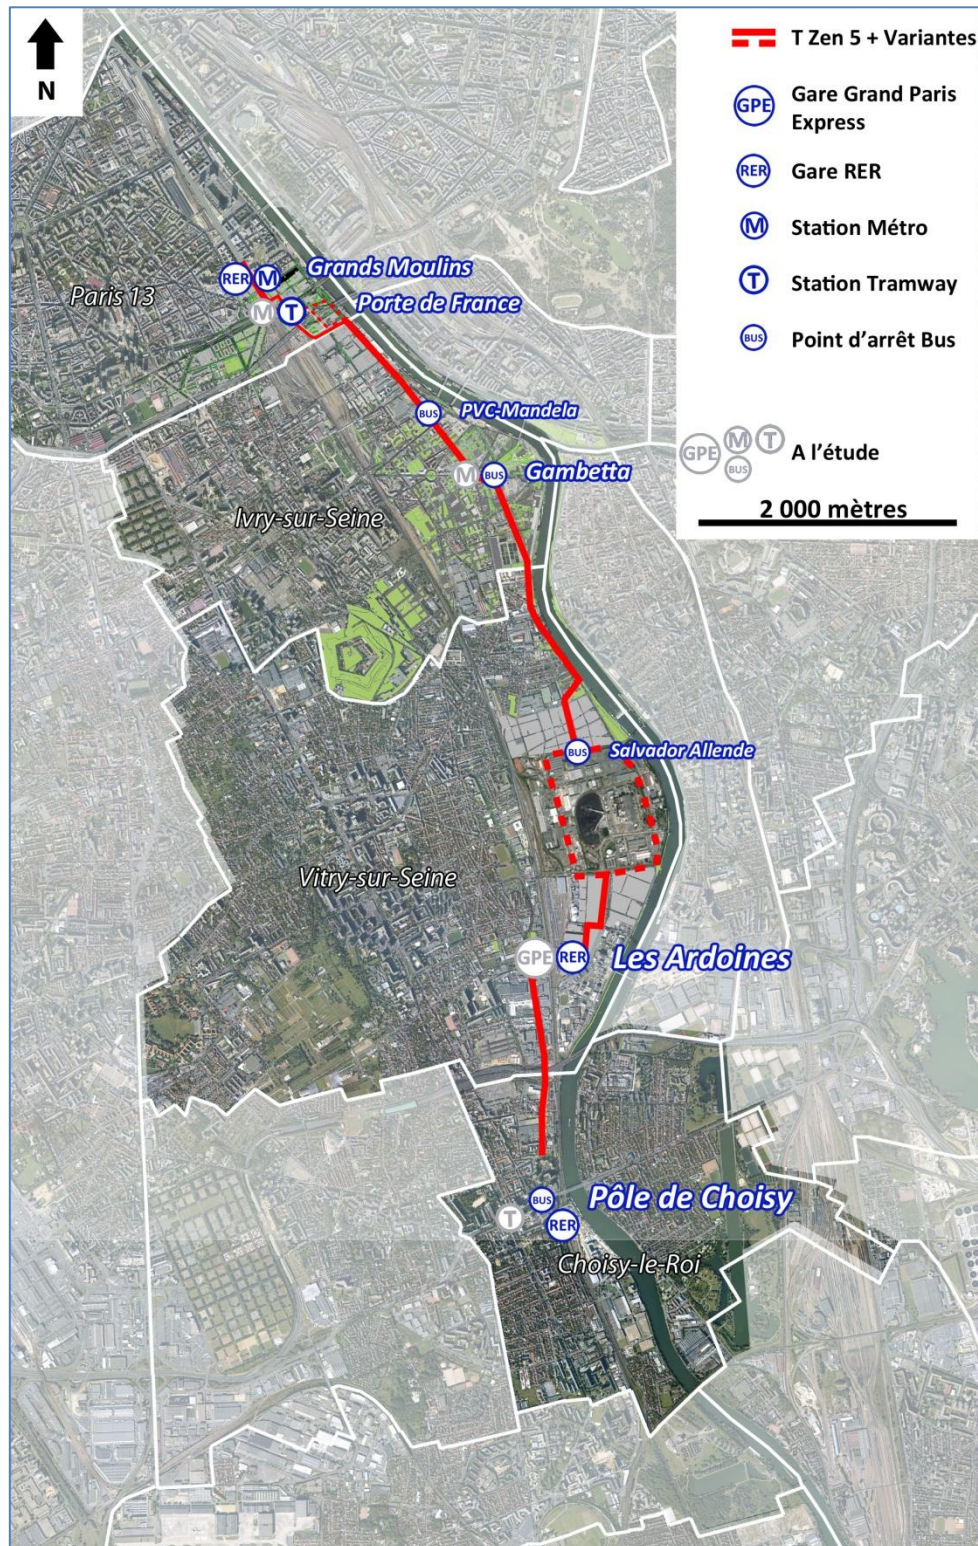 N
T Zen 5 + Variantes
GPE
Gare Grand Paris
Express
RER
Gare RER
M
Station Métro
T
Station Tramway
BUS
Point d'arrêt Bus
GPE
M
T
BUS
A l'étude
2 000 mètres
RER
M
Grands Moulins
Paris 13
M
T
Porte de France
BUS
PVC-Mandela
M
BUS
Gambetta
Ivry-sur-Seine
BUS
Salvador Allende
Vitry-sur-Seine
GPE
RER
Les Ardoines
BUS
Pôle de Choisy
T
RER
Choisy-le-Roi